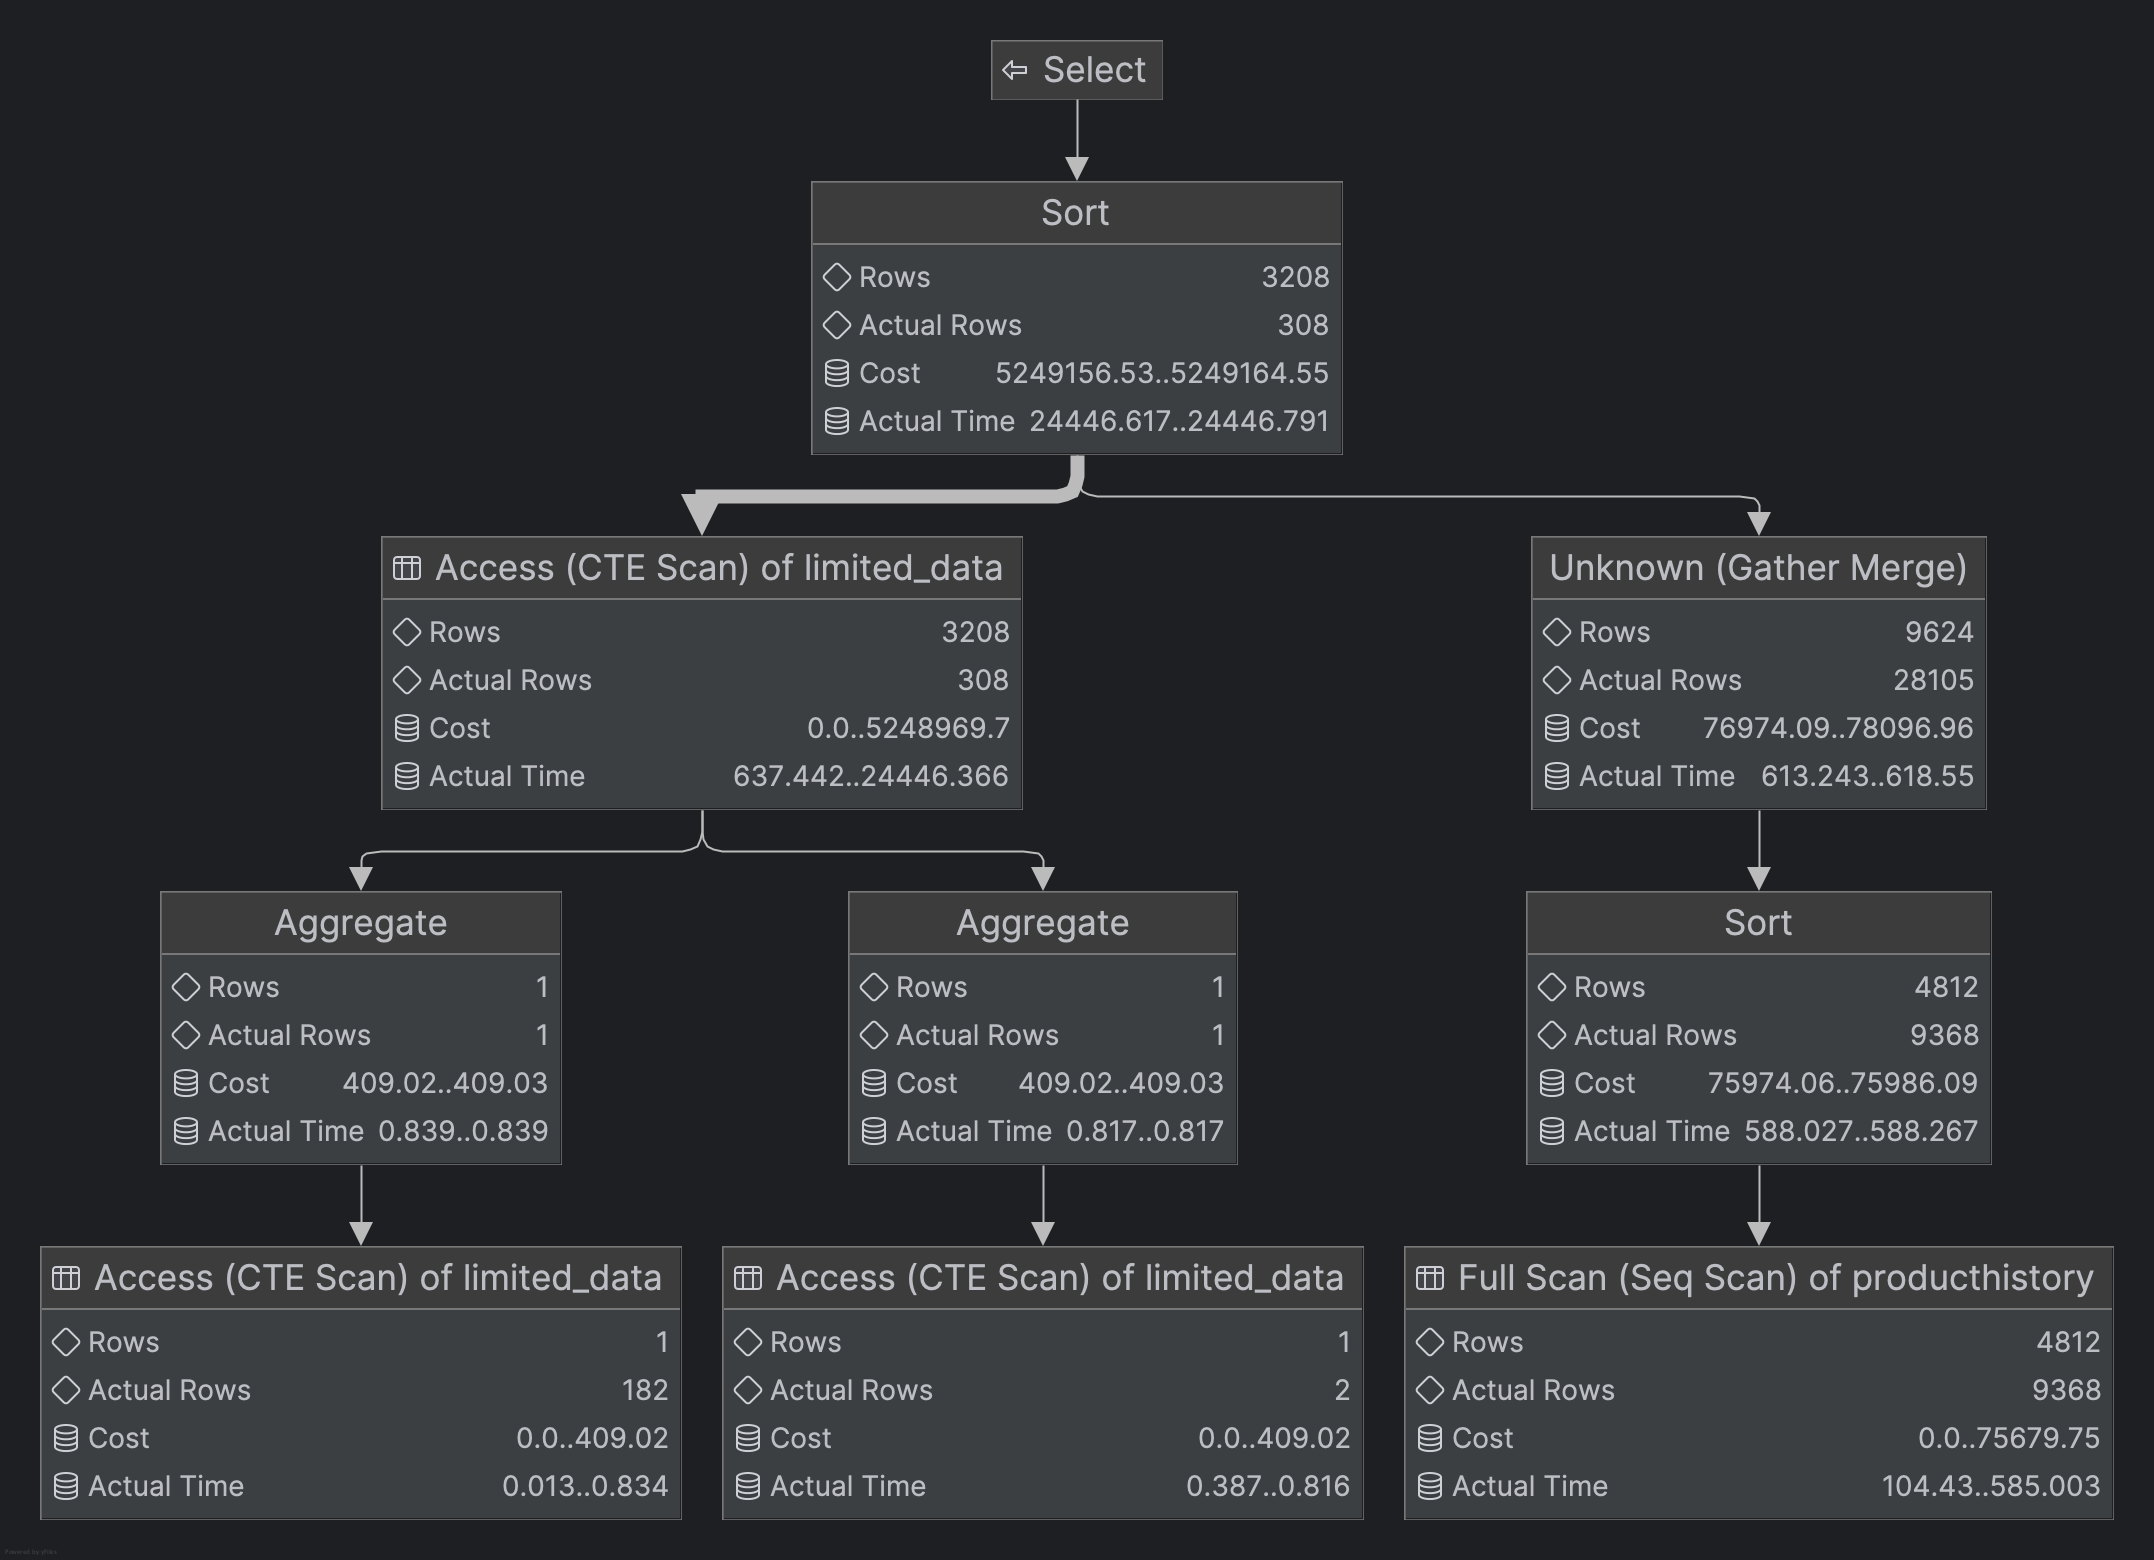 Select
Sort
Rows 3208
Actual Rows 308
Cost 5249156.53..5249164.55
Actual Time 24446.617..24446.791
Access (CTE Scan) of limited_data
Rows 3208
Actual Rows 308
Cost 0.0..5248969.7
Actual Time 637.442..24446.366
Unknown (Gather Merge)
Rows 9624
Actual Rows 28105
Cost 76974.09..78096.96
Actual Time 613.243..618.55
Aggregate
Rows 1
Actual Rows 1
Cost 409.02..409.03
Actual Time 0.839..0.839
Aggregate
Rows 1
Actual Rows 1
Cost 409.02..409.03
Actual Time 0.817..0.817
Sort
Rows 4812
Actual Rows 9368
Cost 75974.06..75986.09
Actual Time 588.027..588.267
Access (CTE Scan) of limited_data
Rows 1
Actual Rows 182
Cost 0.0..409.02
Actual Time 0.013..0.834
Access (CTE Scan) of limited_data
Rows 1
Actual Rows 2
Cost 0.0..409.02
Actual Time 0.387..0.816
Full Scan (Seq Scan) of producthistory
Rows 4812
Actual Rows 9368
Cost 0.0..75679.75
Actual Time 104.43..585.003
Powered by yFiles